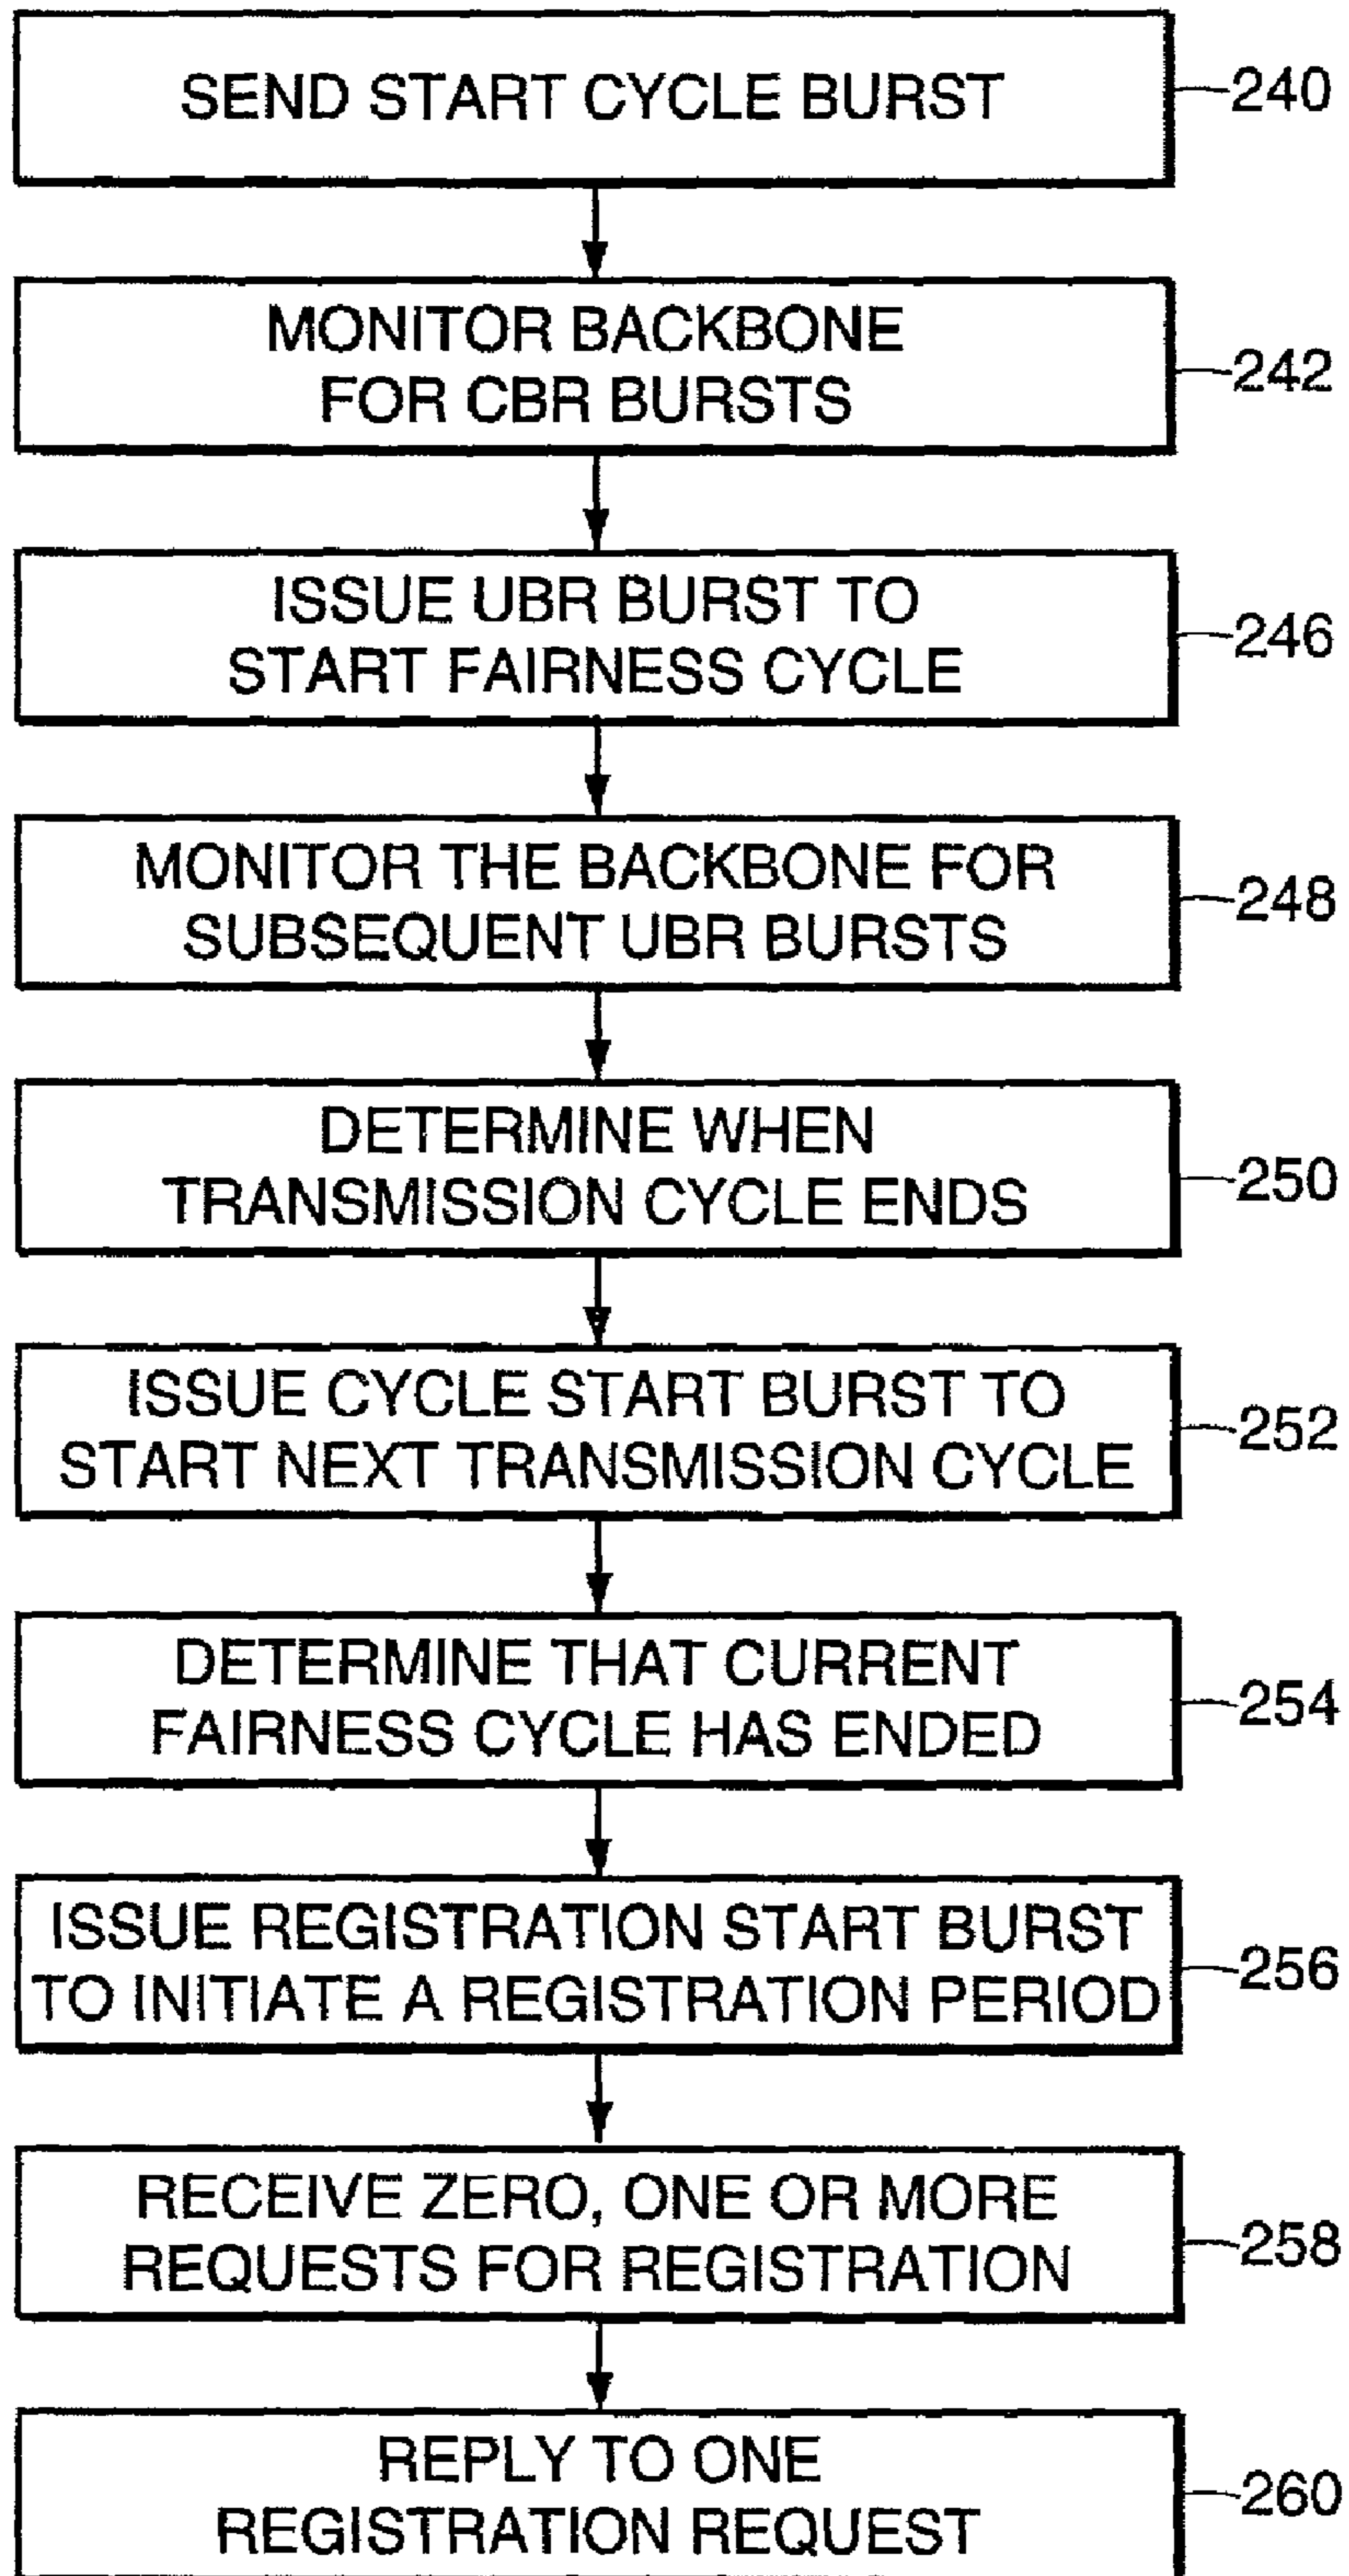 SEND START CYCLE BURST
240
MONITOR BACKBONE
FOR CBR BURSTS
242
ISSUE UBR BURST TO
START FAIRNESS CYCLE
246
MONITOR THE BACKBONE FOR
SUBSEQUENT UBR BURSTS
248
DETERMINE WHEN
TRANSMISSION CYCLE ENDS
250
ISSUE CYCLE START BURST TO
START NEXT TRANSMISSION CYCLE
252
DETERMINE THAT CURRENT
FAIRNESS CYCLE HAS ENDED
254
ISSUE REGISTRATION START BURST
TO INITIATE A REGISTRATION PERIOD
256
RECEIVE ZERO, ONE OR MORE
REQUESTS FOR REGISTRATION
258
REPLY TO ONE
REGISTRATION REQUEST
260